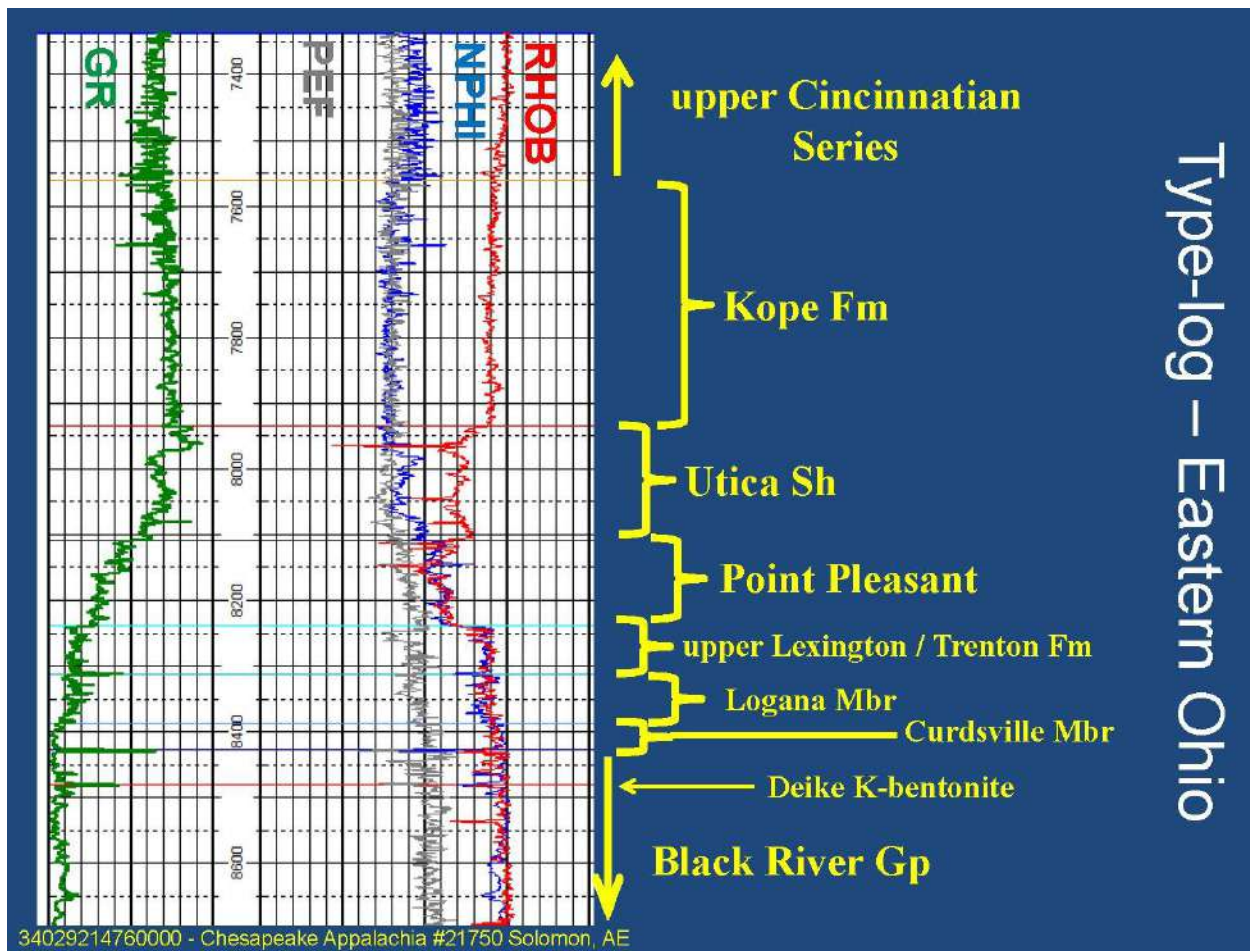 Type-log – Eastern Ohio
GR
PEF
NPHI
RHOB
7400
7600
7800
8000
8200
8400
8600
upper Cincinnatian
Series
Kope Fm
Utica Sh
Point Pleasant
upper Lexington / Trenton Fm
Logana Mbr
Curdsville Mbr
Deike K-bentonite
Black River Gp
34029214760000 - Chesapeake Appalachia #21750 Solomon, AE